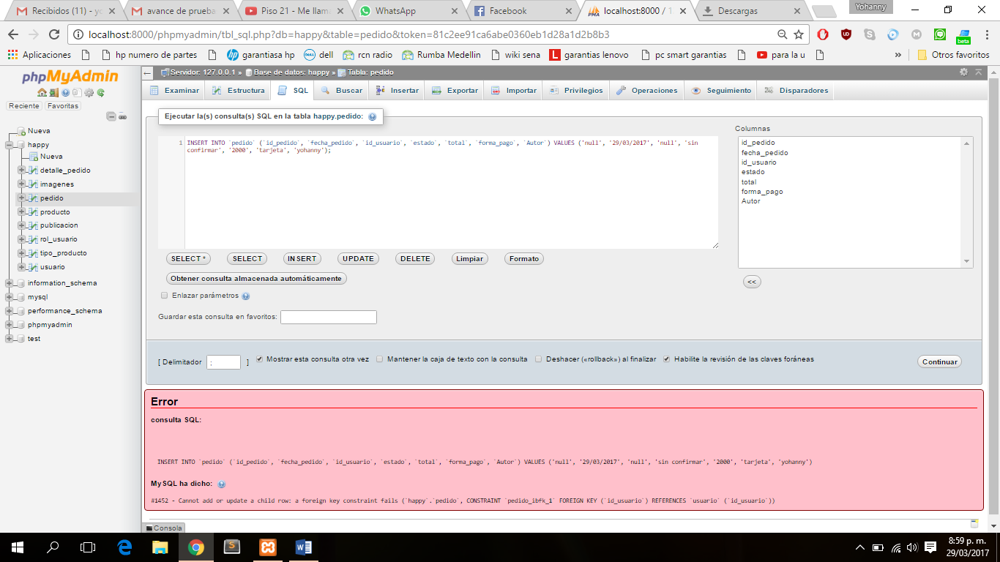 Recibidos (11) - yo
avance de prueba
Piso 21 - Me llam
WhatsApp
Facebook
localhost:8000 / 1
Descargas
Yohanny
localhost:8000/phpmyadmin/tbl_sql.php?db=happy&table=pedido&token=81c2ee91ca6abe0360eb1d28a1d2b8b3
Aplicaciones
hp numero de partes
garantiasa hp
dell
rcn radio
Rumba Medellin
wiki sena
garantias lenovo
pc smart garantias
para la u
»
Otros favoritos
beta
phpMyAdmin
Reciente
Favoritas
Nueva
happy
Nueva
detalle_pedido
imagenes
pedido
producto
publicacion
rol_usuario
tipo_producto
usuario
information_schema
mysql
performance_schema
phpmyadmin
test
Servidor: 127.0.0.1 » Base de datos: happy » Tabla: pedido
Examinar
Estructura
SQL
Buscar
Insertar
Exportar
Importar
Privilegios
Operaciones
Seguimiento
Disparadores
Ejecutar la(s) consulta(s) SQL en la tabla happy.pedido:
1 INSERT INTO `pedido` (`id_pedido`, `fecha_pedido`, `id_usuario`, `estado`, `total`, `forma_pago`, `Autor`) VALUES ('null', '29/03/2017', 'null', 'sin
confirmar', '2000', 'tarjeta', 'yohanny');
Columnas
id_pedido
fecha_pedido
id_usuario
estado
total
forma_pago
Autor
SELECT *
SELECT
INSERT
UPDATE
DELETE
Limpiar
Formato
<<
Obtener consulta almacenada automáticamente
Enlazar parámetros
Guardar esta consulta en favoritos:
[ Delimitador ; ]
Mostrar esta consulta otra vez
Mantener la caja de texto con la consulta
Deshacer («rollback») al finalizar
Habilite la revisión de las claves foráneas
Continuar
Error
consulta SQL:
INSERT INTO `pedido` (`id_pedido`, `fecha_pedido`, `id_usuario`, `estado`, `total`, `forma_pago`, `Autor`) VALUES ('null', '29/03/2017', 'null', 'sin confirmar', '2000', 'tarjeta', 'yohanny')
MySQL ha dicho:
#1452 - Cannot add or update a child row: a foreign key constraint fails (`happy`.`pedido`, CONSTRAINT `pedido_ibfk_1` FOREIGN KEY (`id_usuario`) REFERENCES `usuario` (`id_usuario`))
Consola
8:59 p. m.
29/03/2017